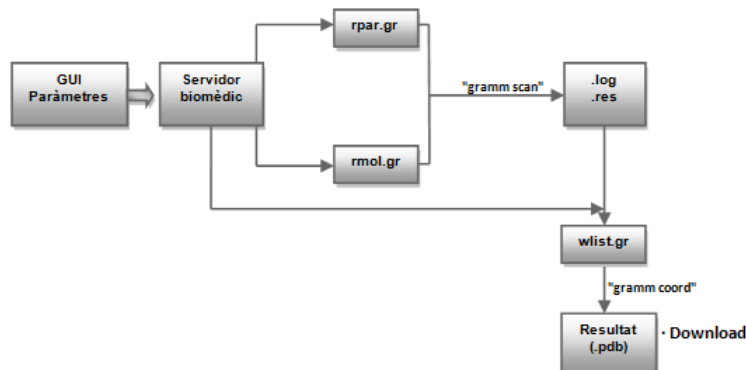 GUI
Paràmetres
Servidor
biomèdic
rpar.gr
rmol.gr
"gramm scan"
.log
.res
wlist.gr
"gramm coord"
Resultat
(.pdb)
· Download